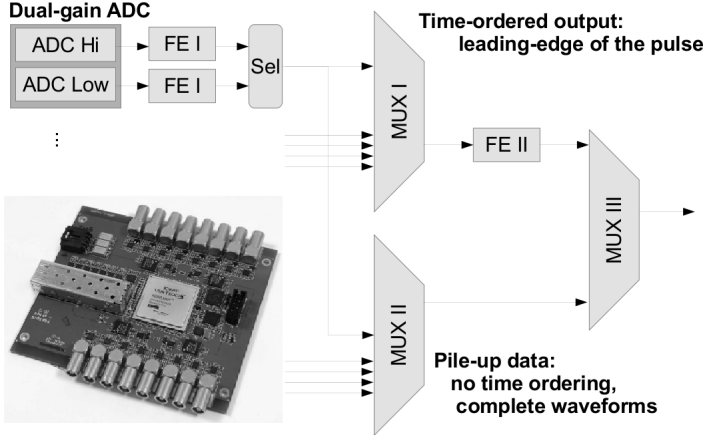 Dual-gain ADC
ADC Hi
FE I
ADC Low
FE I
Sel
...
MUX I
Time-ordered output:
leading-edge of the pulse
FE II
MUX III
MUX II
Pile-up data:
no time ordering,
complete waveforms